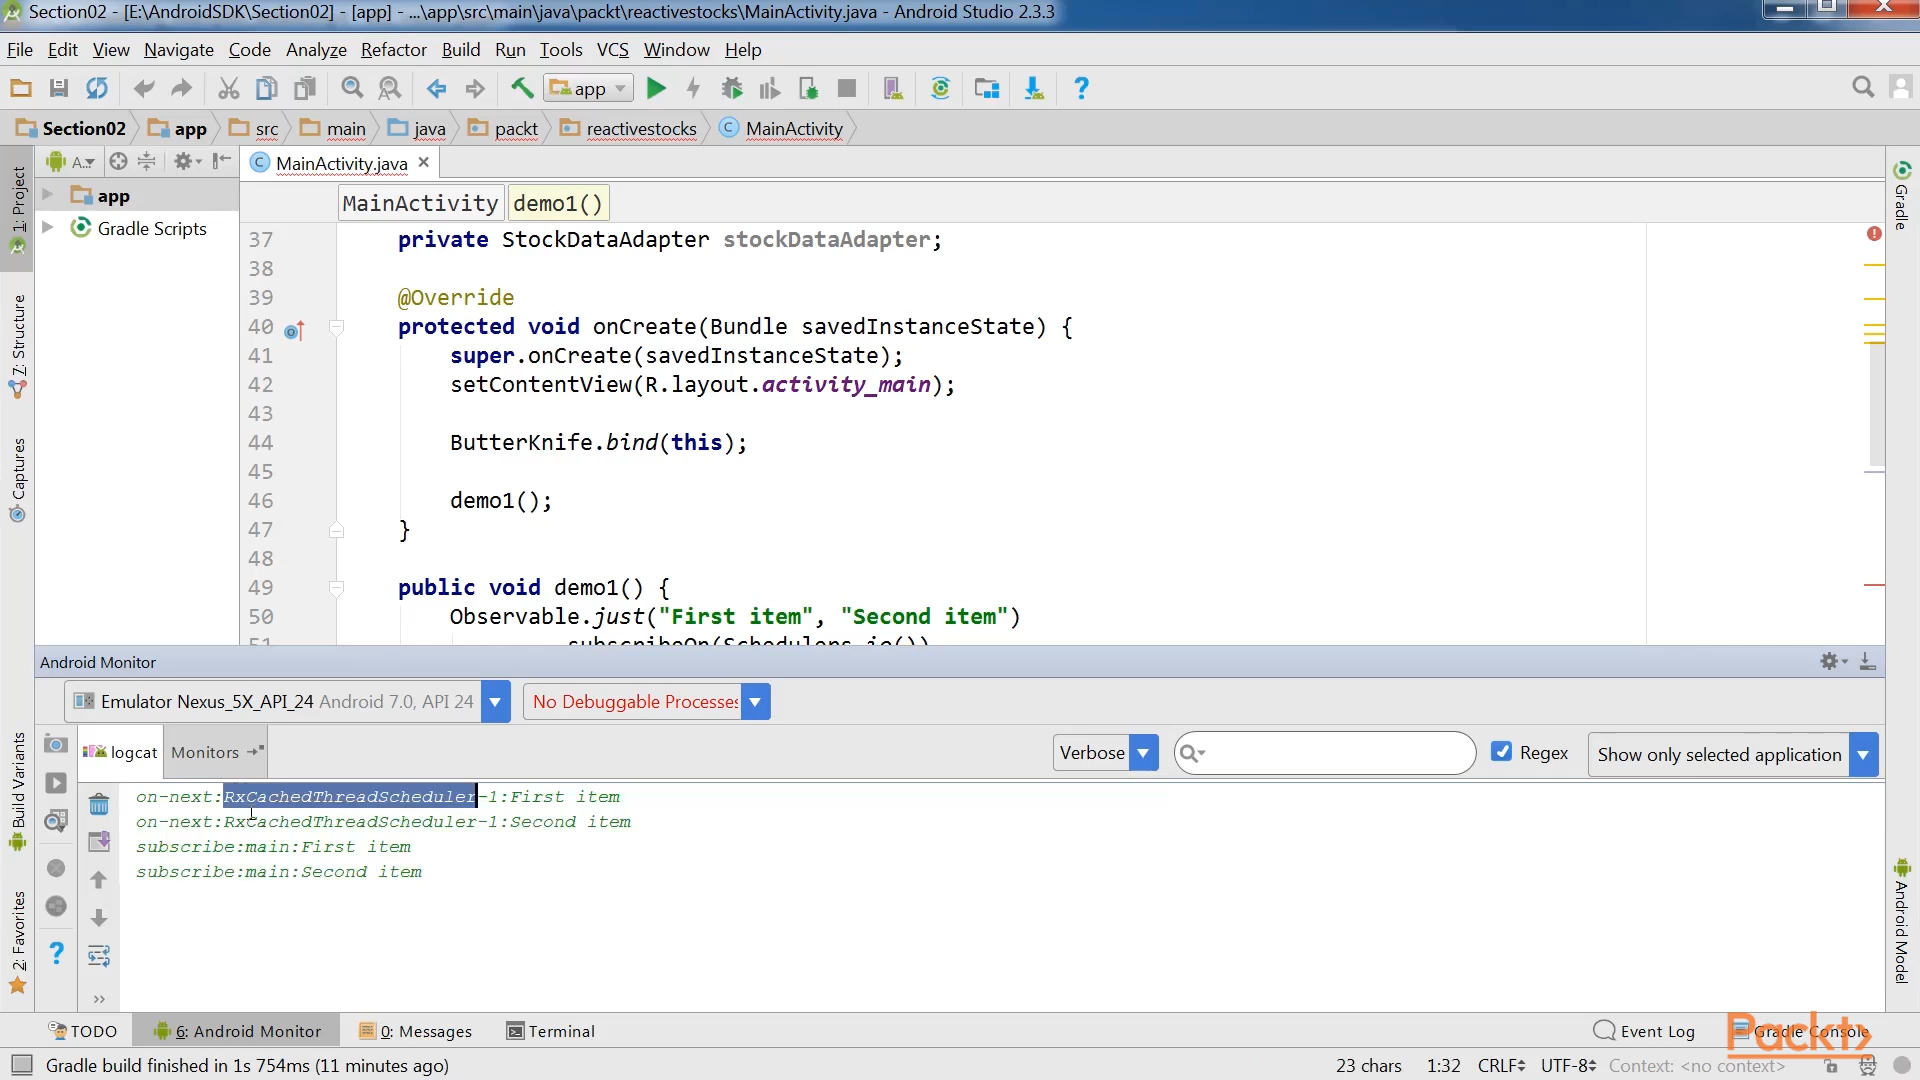 Section02 - [E:\AndroidSDK\Section02] - [app] - ...\app\src\main\java\packt\reactivestocks\MainActivity.java - Android Studio 2.3.3
File Edit View Navigate Code Analyze Refactor Build Run Tools VCS Window Help
app
Section02 app src main java packt reactivestocks MainActivity
A..
MainActivity.java
app
Gradle Scripts
1: Project
7: Structure
Captures
Build Variants
2: Favorites
Gradle
Android Model
MainActivity demo1()
37 private StockDataAdapter stockDataAdapter;
38
39 @Override
40 protected void onCreate(Bundle savedInstanceState) {
41 super.onCreate(savedInstanceState);
42 setContentView(R.layout.activity_main);
43
44 ButterKnife.bind(this);
45
46 demo1();
47 }
48
49 public void demo1() {
50 Observable.just("First item", "Second item")
51 .subscribeOn(Schedulers.io())
Android Monitor
Emulator Nexus_5X_API_24 Android 7.0, API 24 No Debuggable Processes
logcat Monitors Verbose Regex Show only selected application
on-next:RxCachedThreadScheduler-1:First item
on-next:RxCachedThreadScheduler-1:Second item
subscribe:main:First item
subscribe:main:Second item
TODO 6: Android Monitor 0: Messages Terminal Event Log Gradle Console
Packt
Gradle build finished in 1s 754ms (11 minutes ago) 23 chars 1:32 CRLF UTF-8 Context: <no context>